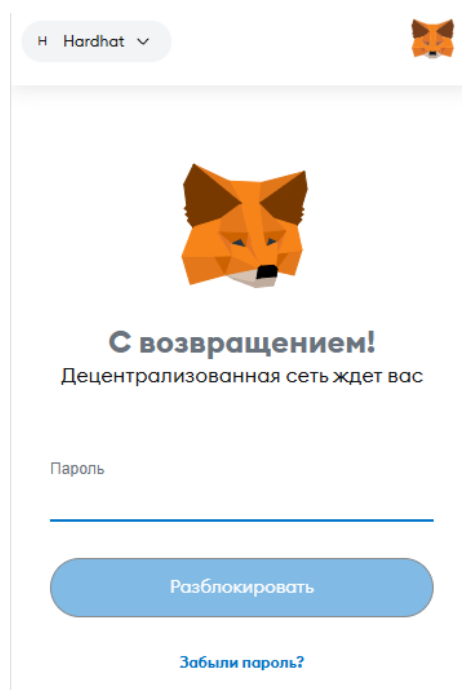 H Hardhat
С возвращением!
Децентрализованная сеть ждет вас
Пароль
Разблокировать
Забыли пароль?